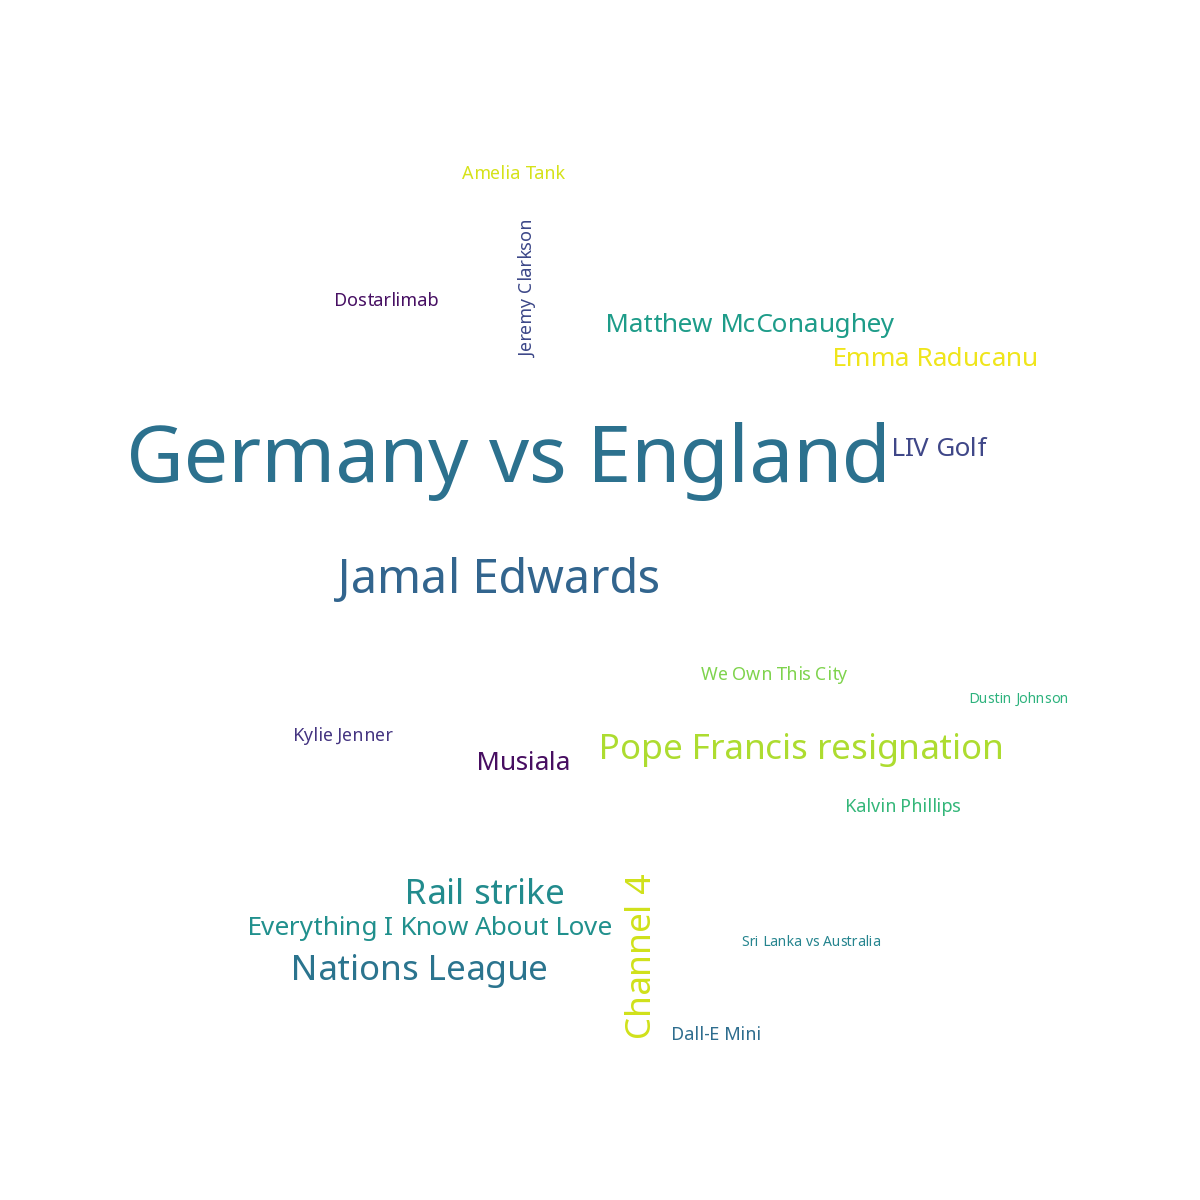 Amelia Tank
Jeremy Clarkson
Dostarlimab
Matthew McConaughey
Emma Raducanu
Germany vs England
LIV Golf
Jamal Edwards
We Own This City
Dustin Johnson
Kylie Jenner
Pope Francis resignation
Musiala
Kalvin Phillips
Rail strike
Channel 4
Everything I Know About Love
Sri Lanka vs Australia
Nations League
Dall-E Mini